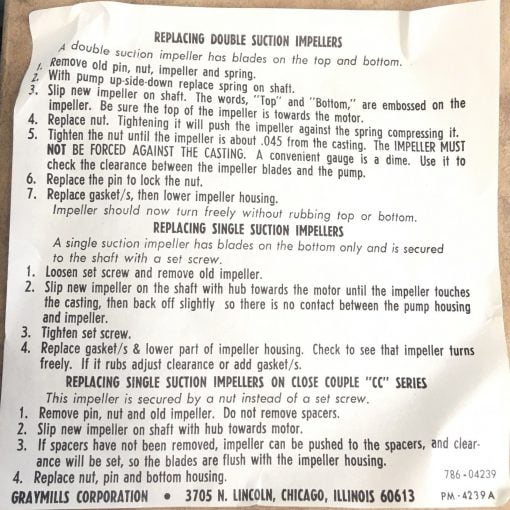 REPLACING DOUBLE SUCTION IMPELLERS
A double suction impeller has blades on the top and bottom.
1. Remove old pin, nut, impeller and spring.
2. With pump up-side-down replace spring on shaft.
3. Slip new impeller on shaft. The words, "Top" and "Bottom," are embossed on the
impeller. Be sure the top of the impeller is towards the motor.
4. Replace nut. Tightening it will push the impeller against the spring compressing it.
5. Tighten the nut until the impeller is about .045 from the casting. The IMPELLER MUST
NOT BE FORCED AGAINST THE CASTING. A convenient gauge is a dime. Use it to
check the clearance between the impeller blades and the pump.
6. Replace the pin to lock the nut.
7. Replace gasket/s, then lower impeller housing.
Impeller should now turn freely without rubbing top or bottom.
REPLACING SINGLE SUCTION IMPELLERS
A single suction impeller has blades on the bottom only and is secured
to the shaft with a set screw.
1. Loosen set screw and remove old impeller.
2. Slip new impeller on the shaft with hub towards the motor until the impeller touches
the casting, then back off slightly so there is no contact between the pump housing
and impeller.
3. Tighten set screw.
4. Replace gasket/s & lower part of impeller housing. Check to see that impeller turns
freely. If it rubs adjust clearance or add gasket/s.
REPLACING SINGLE SUCTION IMPELLERS ON CLOSE COUPLE "CC" SERIES
This impeller is secured by a nut instead of a set screw.
1. Remove pin, nut and old impeller. Do not remove spacers.
2. Slip new impeller on shaft with hub towards motor.
3. If spacers have not been removed, impeller can be pushed to the spacers, and clear-
ance will be set, so the blades are flush with the impeller housing.
4. Replace nut, pin and bottom housing.
786-04239
GRAYMILLS CORPORATION • 3705 N. LINCOLN, CHICAGO, ILLINOIS 60613
PM-4239A